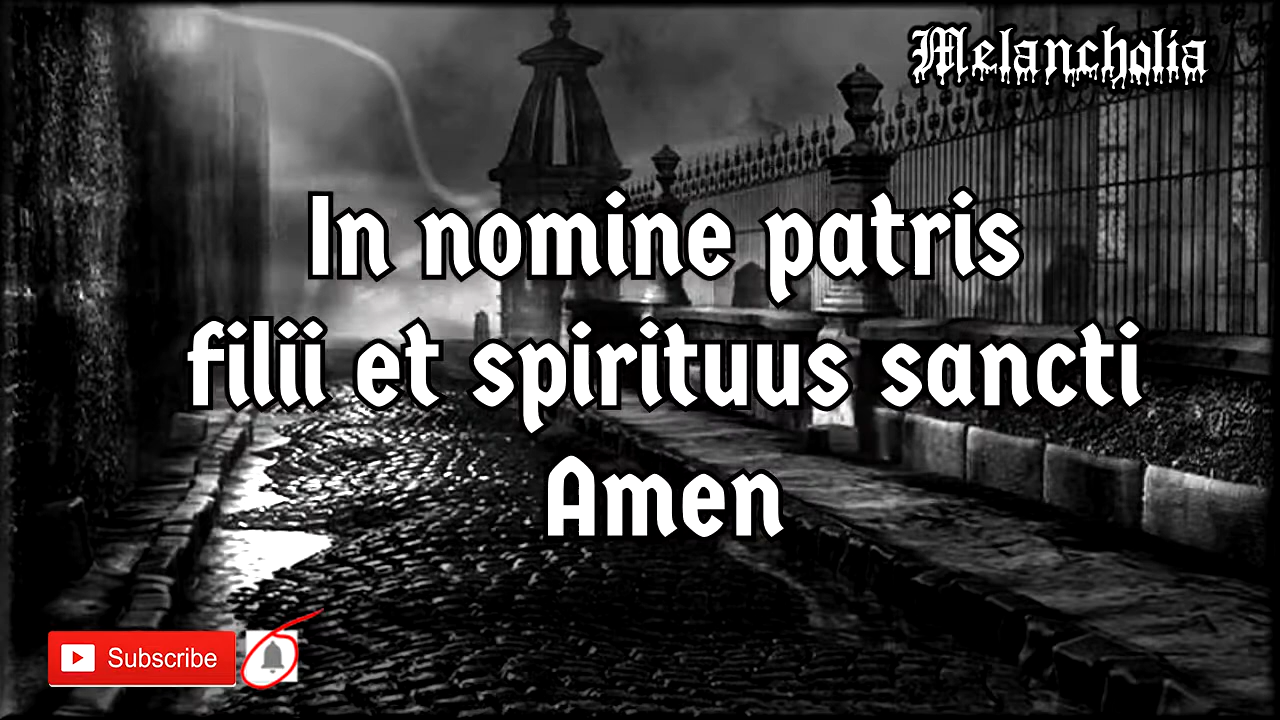 Melancholia
In nomine patris
filii et spirituus sancti
Amen
Subscribe